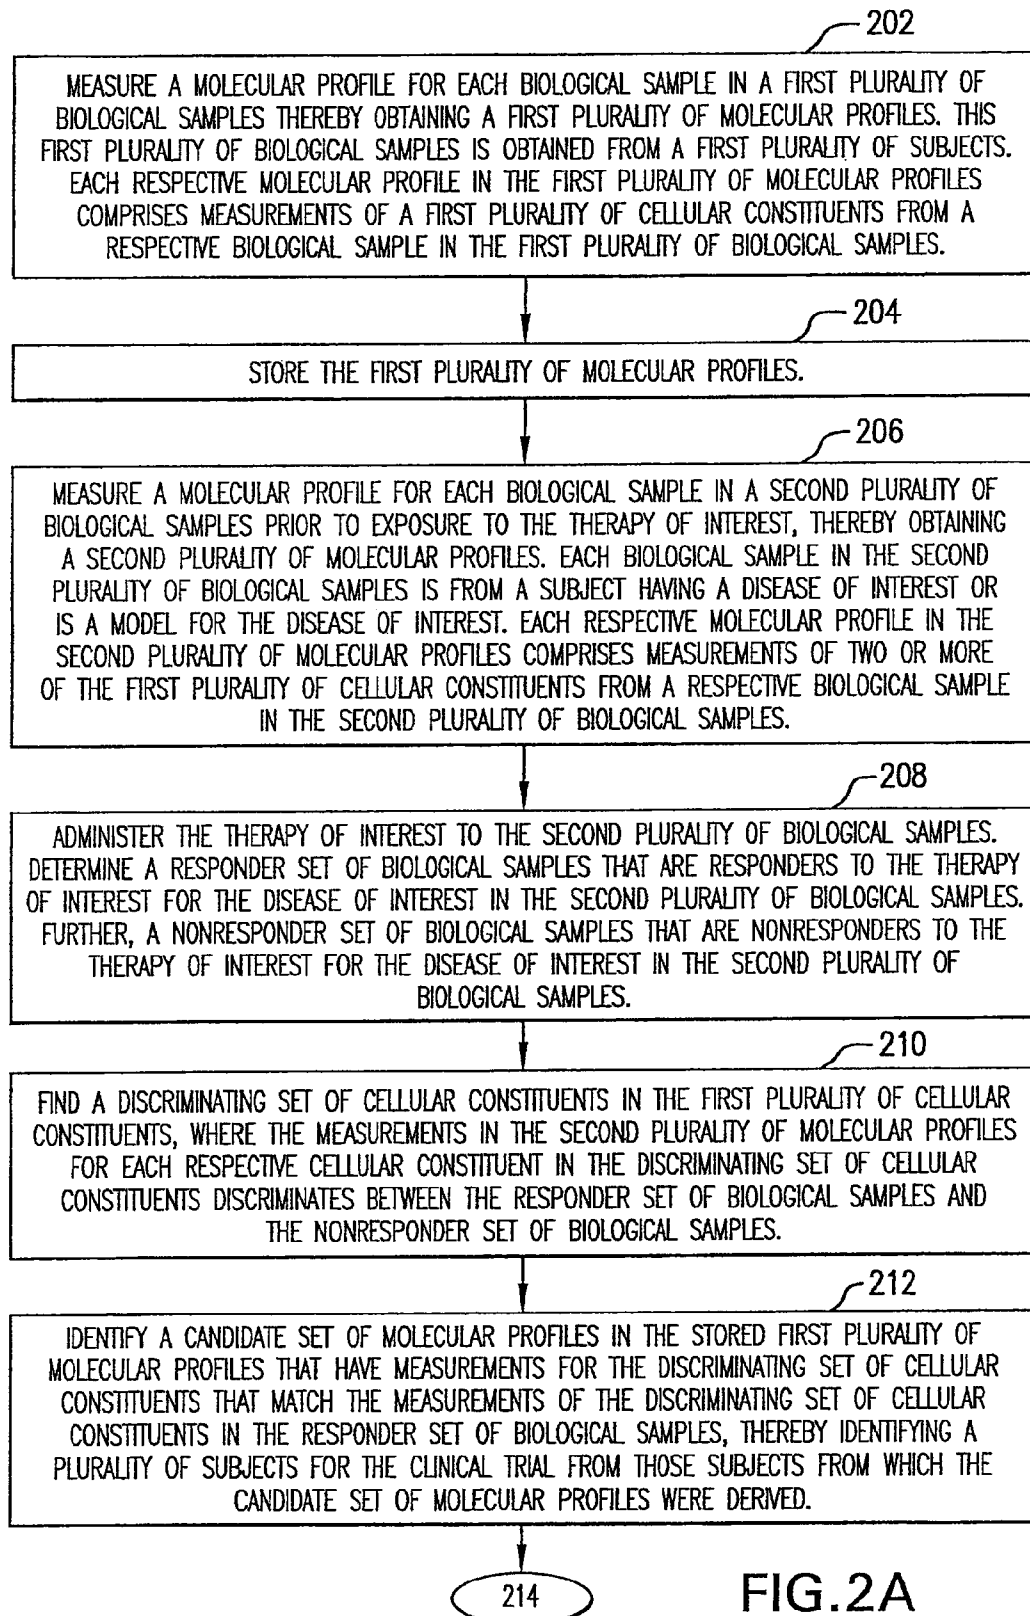 202
MEASURE A MOLECULAR PROFILE FOR EACH BIOLOGICAL SAMPLE IN A FIRST PLURALITY OF
BIOLOGICAL SAMPLES THEREBY OBTAINING A FIRST PLURALITY OF MOLECULAR PROFILES. THIS
FIRST PLURALITY OF BIOLOGICAL SAMPLES IS OBTAINED FROM A FIRST PLURALITY OF SUBJECTS.
EACH RESPECTIVE MOLECULAR PROFILE IN THE FIRST PLURALITY OF MOLECULAR PROFILES
COMPRISES MEASUREMENTS OF A FIRST PLURALITY OF CELLULAR CONSTITUENTS FROM A
RESPECTIVE BIOLOGICAL SAMPLE IN THE FIRST PLURALITY OF BIOLOGICAL SAMPLES.
204
STORE THE FIRST PLURALITY OF MOLECULAR PROFILES.
206
MEASURE A MOLECULAR PROFILE FOR EACH BIOLOGICAL SAMPLE IN A SECOND PLURALITY OF
BIOLOGICAL SAMPLES PRIOR TO EXPOSURE TO THE THERAPY OF INTEREST, THEREBY OBTAINING
A SECOND PLURALITY OF MOLECULAR PROFILES. EACH BIOLOGICAL SAMPLE IN THE SECOND
PLURALITY OF BIOLOGICAL SAMPLES IS FROM A SUBJECT HAVING A DISEASE OF INTEREST OR
IS A MODEL FOR THE DISEASE OF INTEREST. EACH RESPECTIVE MOLECULAR PROFILE IN THE
SECOND PLURALITY OF MOLECULAR PROFILES COMPRISES MEASUREMENTS OF TWO OR MORE
OF THE FIRST PLURALITY OF CELLULAR CONSTITUENTS FROM A RESPECTIVE BIOLOGICAL SAMPLE
IN THE SECOND PLURALITY OF BIOLOGICAL SAMPLES.
208
ADMINISTER THE THERAPY OF INTEREST TO THE SECOND PLURALITY OF BIOLOGICAL SAMPLES.
DETERMINE A RESPONDER SET OF BIOLOGICAL SAMPLES THAT ARE RESPONDERS TO THE THERAPY
OF INTEREST FOR THE DISEASE OF INTEREST IN THE SECOND PLURALITY OF BIOLOGICAL SAMPLES.
FURTHER, A NONRESPONDER SET OF BIOLOGICAL SAMPLES THAT ARE NONRESPONDERS TO THE
THERAPY OF INTEREST FOR THE DISEASE OF INTEREST IN THE SECOND PLURALITY OF
BIOLOGICAL SAMPLES.
210
FIND A DISCRIMINATING SET OF CELLULAR CONSTITUENTS IN THE FIRST PLURALITY OF CELLULAR
CONSTITUENTS, WHERE THE MEASUREMENTS IN THE SECOND PLURALITY OF MOLECULAR PROFILES
FOR EACH RESPECTIVE CELLULAR CONSTITUENT IN THE DISCRIMINATING SET OF CELLULAR
CONSTITUENTS DISCRIMINATES BETWEEN THE RESPONDER SET OF BIOLOGICAL SAMPLES AND
THE NONRESPONDER SET OF BIOLOGICAL SAMPLES.
212
IDENTIFY A CANDIDATE SET OF MOLECULAR PROFILES IN THE STORED FIRST PLURALITY OF
MOLECULAR PROFILES THAT HAVE MEASUREMENTS FOR THE DISCRIMINATING SET OF CELLULAR
CONSTITUENTS THAT MATCH THE MEASUREMENTS OF THE DISCRIMINATING SET OF CELLULAR
CONSTITUENTS IN THE RESPONDER SET OF BIOLOGICAL SAMPLES, THEREBY IDENTIFYING A
PLURALITY OF SUBJECTS FOR THE CLINICAL TRIAL FROM THOSE SUBJECTS FROM WHICH THE
CANDIDATE SET OF MOLECULAR PROFILES WERE DERIVED.
214
FIG.2A